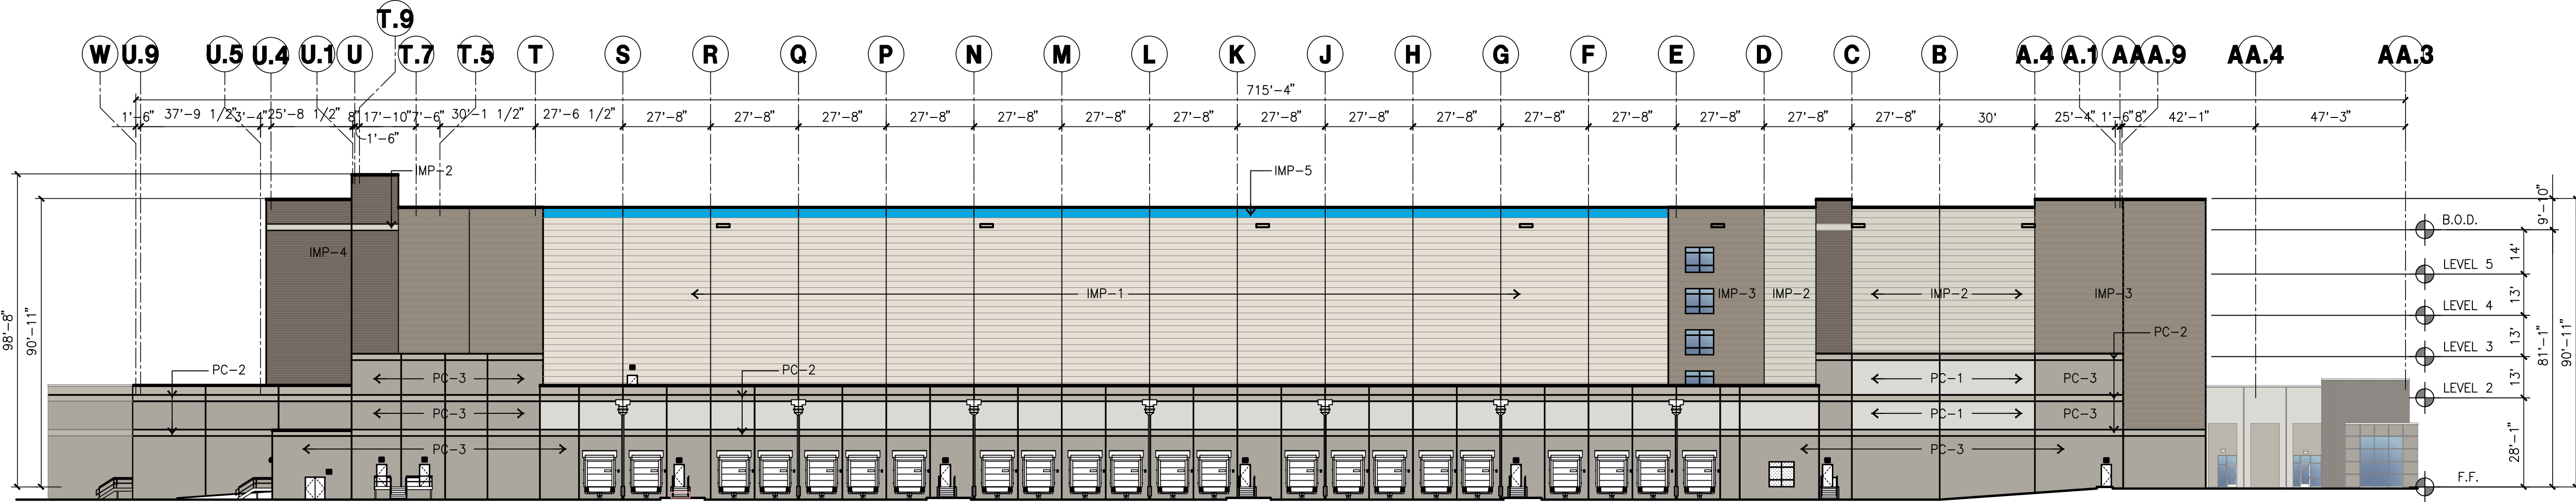 T.9
W U.9 U.5 U.4 U.1 U T.7 T.5 T S R Q P N M L K J H G F E D C B A.4 A.1 A AA.9 AA.4 AA.3
715'-4"
1'-6" 37'-9 1/2" 3'-4" 25'-8 1/2" 8" 17'-10" 7'-6" 30'-1 1/2" 27'-6 1/2" 27'-8" 27'-8" 27'-8" 27'-8" 27'-8" 27'-8" 27'-8" 27'-8" 27'-8" 27'-8" 27'-8" 27'-8" 27'-8" 27'-8" 27'-8" 30' 25'-4" 1'-6" 8" 42'-1" 47'-3"
1'-6"
IMP-2 IMP-5
9'-10"
B.O.D.
IMP-4
14'
LEVEL 5
IMP-1 IMP-3 IMP-2 IMP-2 IMP-3
13'
LEVEL 4
98'-8" 90'-11"
PC-2
13'
81'-1" 90'-11"
LEVEL 3
PC-2 PC-3 PC-2 PC-1 PC-3
13'
LEVEL 2
PC-3 PC-1 PC-3
PC-3 PC-3
28'-1"
F.F.